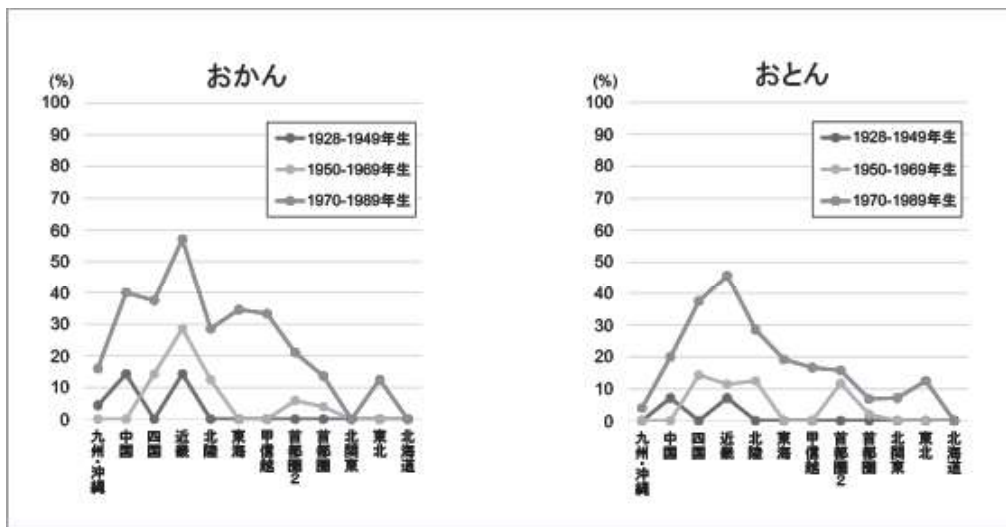 おかん
(%)
100
90
80
70
60
50
40
30
20
10
0
1928-1949年生
1950-1969年生
1970-1989年生
九州・沖縄
中国
四国
近畿
北陸
東海
甲信越
首都圏2
首都圏
北関東
東北
北海道
おとん
(%)
100
90
80
70
60
50
40
30
20
10
0
1928-1949年生
1950-1969年生
1970-1989年生
九州・沖縄
中国
四国
近畿
北陸
東海
甲信越
首都圏2
首都圏
北関東
東北
北海道